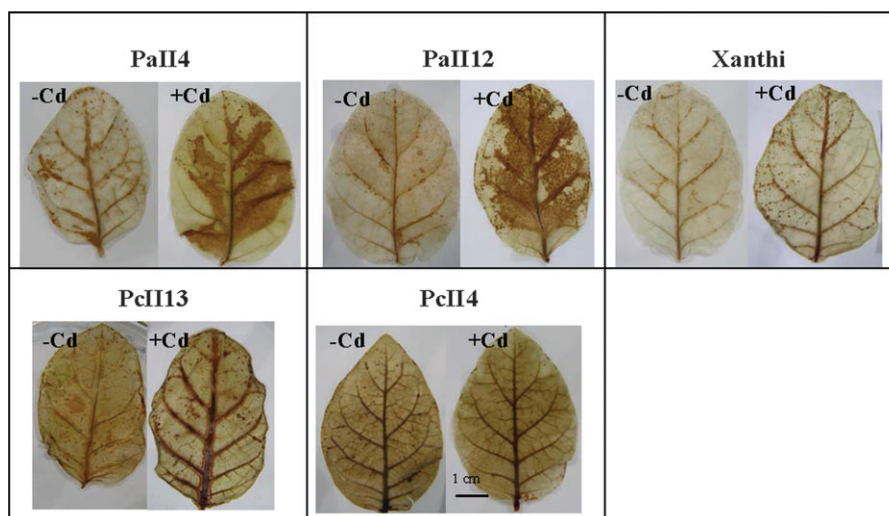 PaII4
PaII12
Xanthi
-Cd
+Cd
-Cd
+Cd
-Cd
+Cd
PcII13
PcII4
-Cd
+Cd
-Cd
+Cd
1 cm